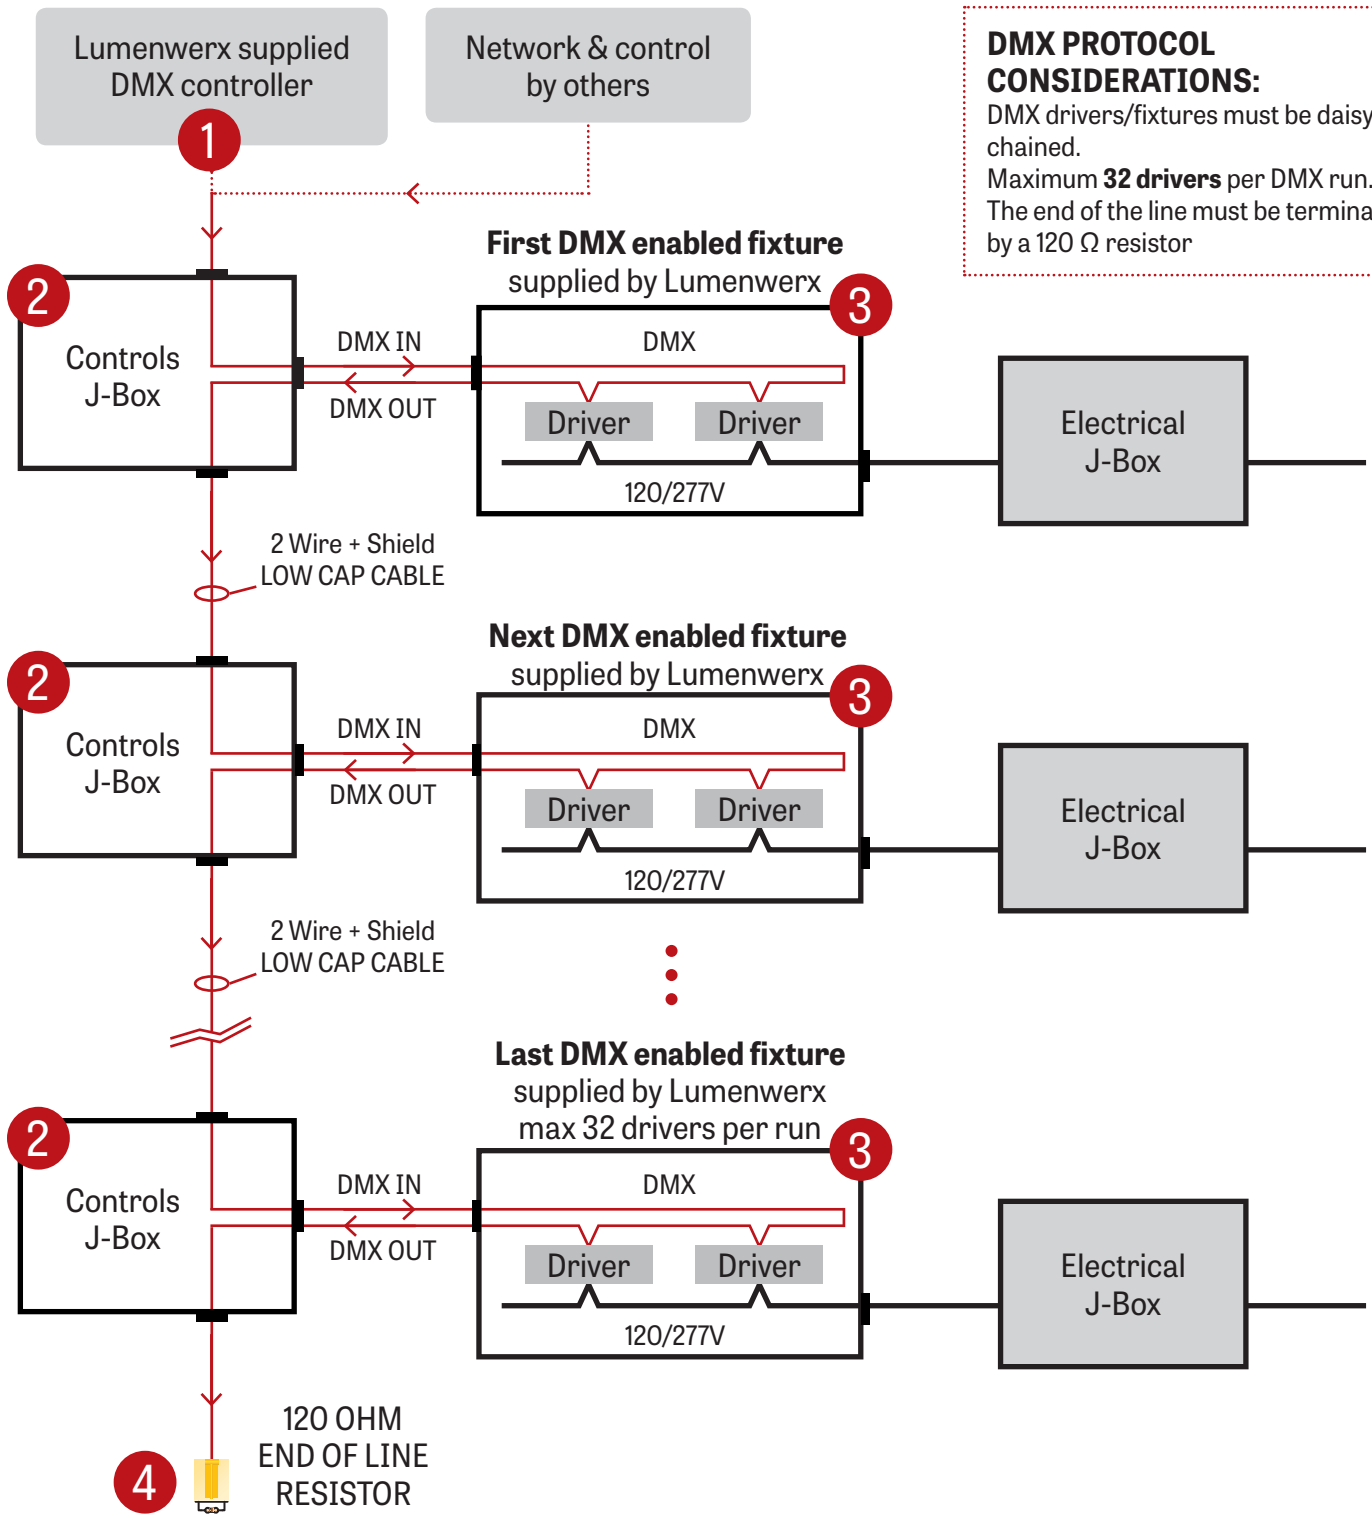 Lumenwerx supplied
DMX controller
1
Network & control
by others
DMX PROTOCOL
CONSIDERATIONS:
DMX drivers/fixtures must be daisy
chained.
Maximum 32 drivers per DMX run.
The end of the line must be termina
by a 120 Ω resistor
First DMX enabled fixture
supplied by Lumenwerx
2
Controls
J-Box
DMX IN
DMX OUT
3
DMX
Driver
Driver
120/277V
Electrical
J-Box
2 Wire + Shield
LOW CAP CABLE
Next DMX enabled fixture
supplied by Lumenwerx
2
Controls
J-Box
DMX IN
DMX OUT
3
DMX
Driver
Driver
120/277V
Electrical
J-Box
2 Wire + Shield
LOW CAP CABLE
Last DMX enabled fixture
supplied by Lumenwerx
max 32 drivers per run
2
Controls
J-Box
DMX IN
DMX OUT
3
DMX
Driver
Driver
120/277V
Electrical
J-Box
4
120 OHM
END OF LINE
RESISTOR